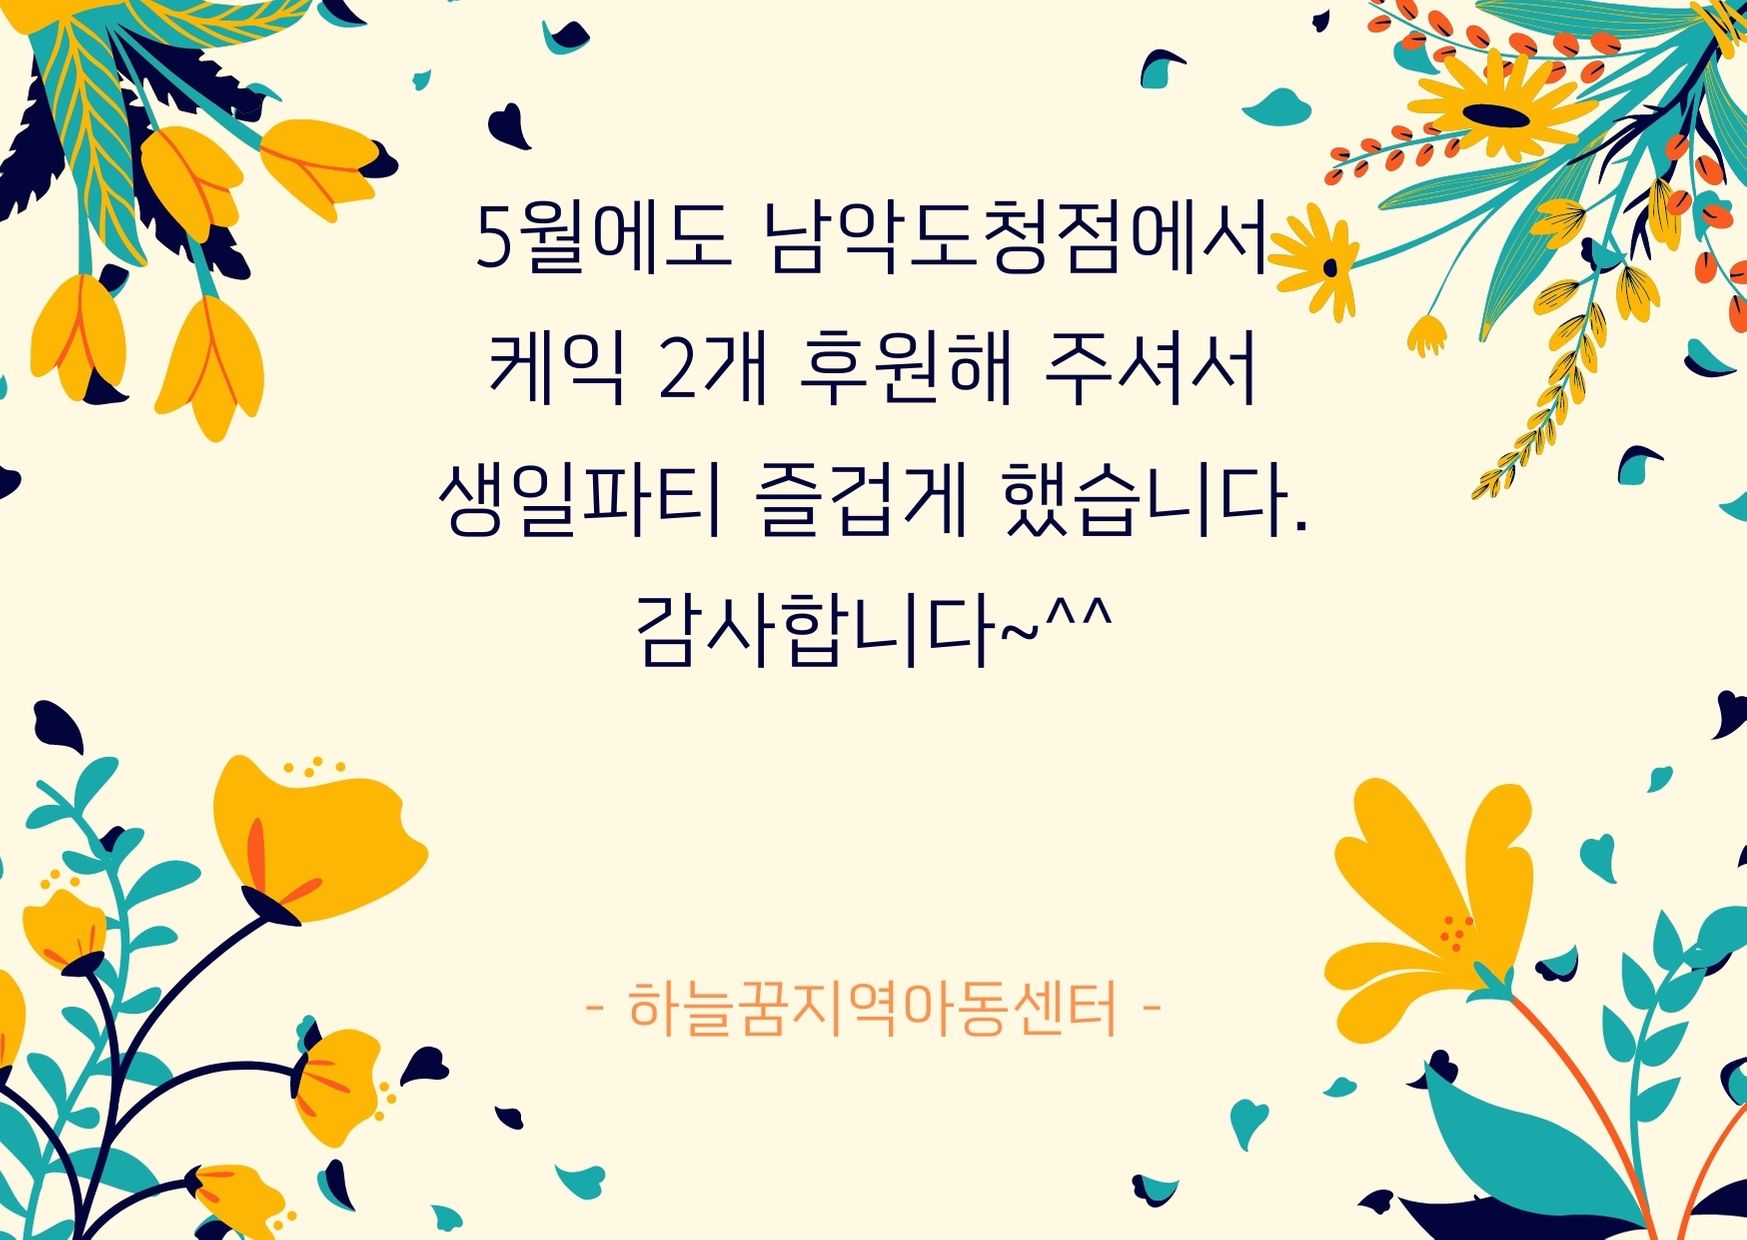 5월에도 남악도청점에서
케익 2개 후원해 주셔서
생일파티 즐겁게 했습니다.
감사합니다~^^
- 하늘꿈지역아동센터 -